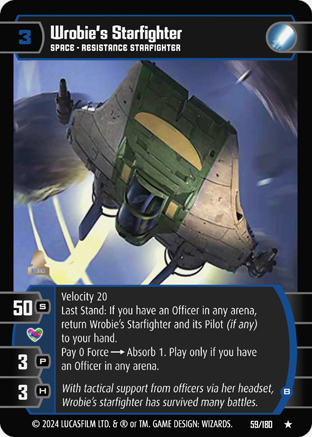 3 Wrobie's Starfighter
SPACE - RESISTANCE STARFIGHTER
50 S
3 P
3 H
Velocity 20
Last Stand: If you have an Officer in any arena,
return Wrobie's Starfighter and its Pilot (if any)
to your hand.
Pay 0 Force → Absorb 1. Play only if you have
an Officer in any arena.
With tactical support from officers via her headset,
Wrobie's starfighter has survived many battles.
B
© 2024 LUCASFILM LTD. & ® or TM. GAME DESIGN: WIZARDS. 59/180 ★